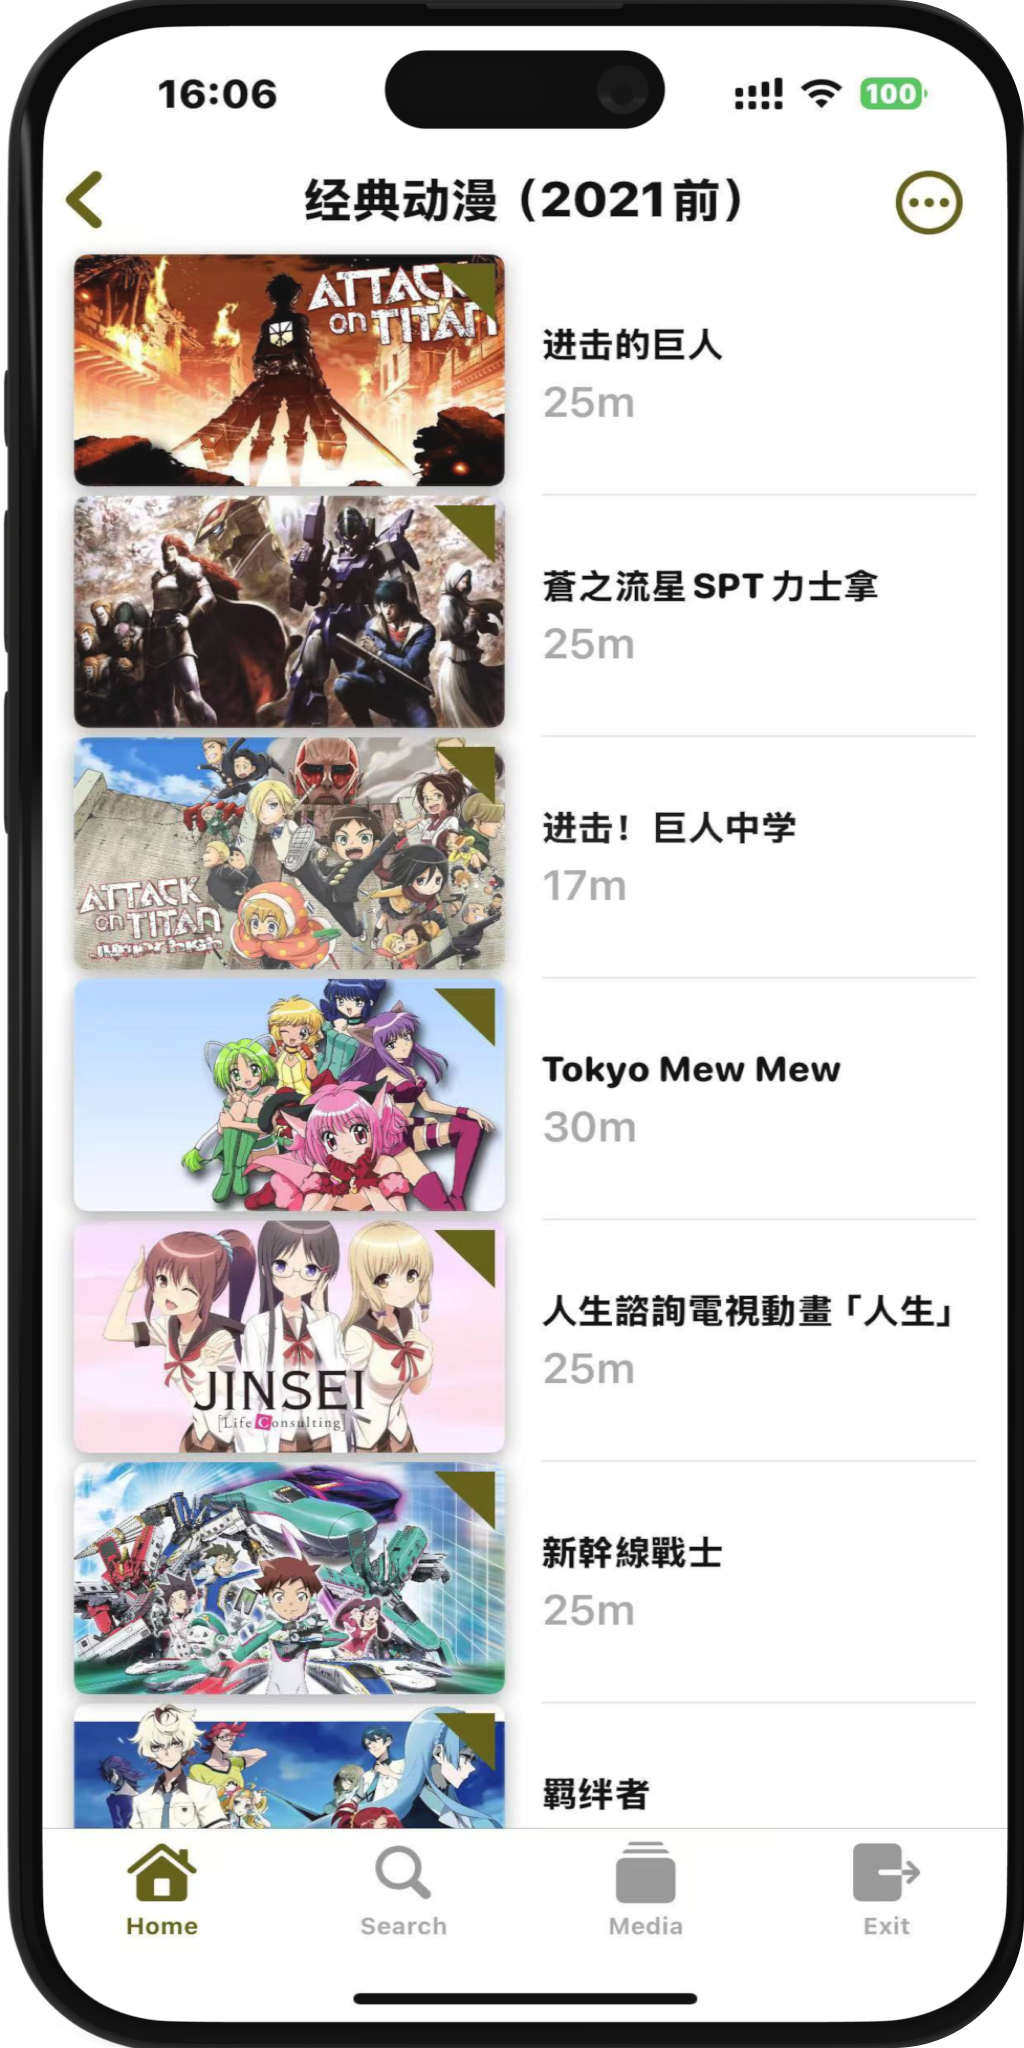 16:06
100
经典动漫（2021前）
ATTACK
on TITAN
进击的巨人
25m
蒼之流星SPT力士拿
25m
ATTACK
on TITAN
Junior high
进击！巨人中学
17m
Tokyo Mew Mew
30m
JINSEI
[Life Consulting]
人生諮詢電視動畫「人生」
25m
新幹線戰士
25m
羁绊者
Home
Search
Media
Exit